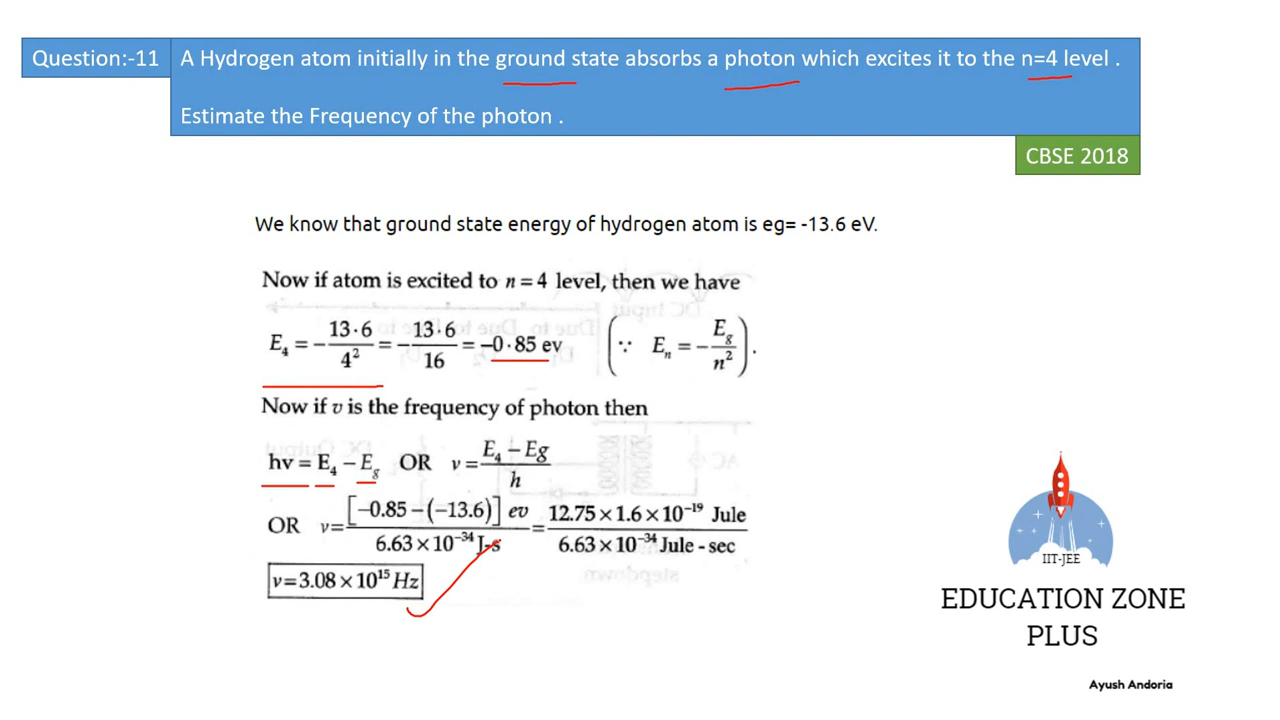 Question:-11
A Hydrogen atom initially in the ground state absorbs a photon which excites it to the n=4 level .
Estimate the Frequency of the photon .
CBSE 2018
We know that ground state energy of hydrogen atom is eg= -13.6 eV.
Now if atom is excited to n = 4 level, then we have
E₄ = -13·6/4² = -13·6/16 = -0·85 ev (∵ Eₙ = -E_g/n²).
Now if ν is the frequency of photon then
hν = E₄ - E_g OR ν = E₄ - Eg/h
OR ν= [-0.85 -(-13.6)] ev/6.63 × 10⁻³⁴ J-s = 12.75 × 1.6 × 10⁻¹⁹ Jule/6.63 × 10⁻³⁴ Jule - sec
ν=3.08 × 10¹⁵ Hz
IIT-JEE
EDUCATION ZONE
PLUS
Ayush Andoria